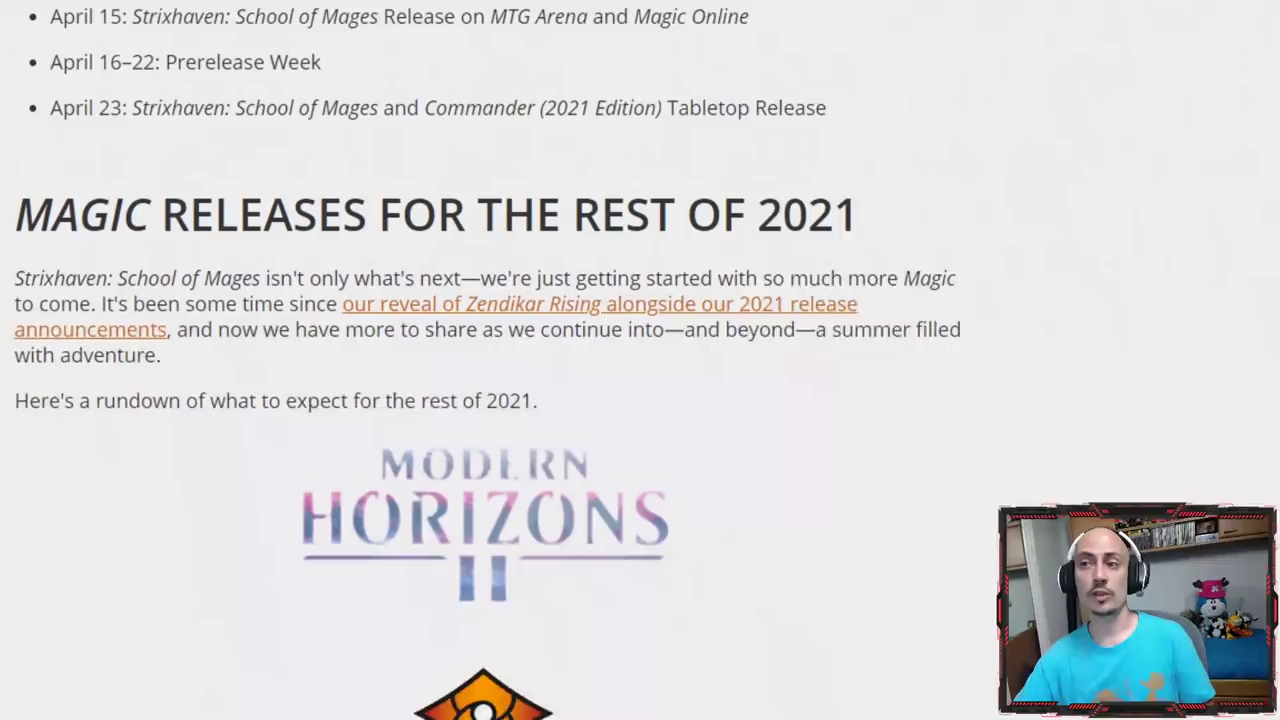 April 15: Strixhaven: School of Mages Release on MTG Arena and Magic Online
April 16–22: Prerelease Week
April 23: Strixhaven: School of Mages and Commander (2021 Edition) Tabletop Release
MAGIC RELEASES FOR THE REST OF 2021
Strixhaven: School of Mages isn't only what's next—we're just getting started with so much more Magic
to come. It's been some time since our reveal of Zendikar Rising alongside our 2021 release
announcements, and now we have more to share as we continue into—and beyond—a summer filled
with adventure.
Here's a rundown of what to expect for the rest of 2021.
MODERN
HORIZONS
II